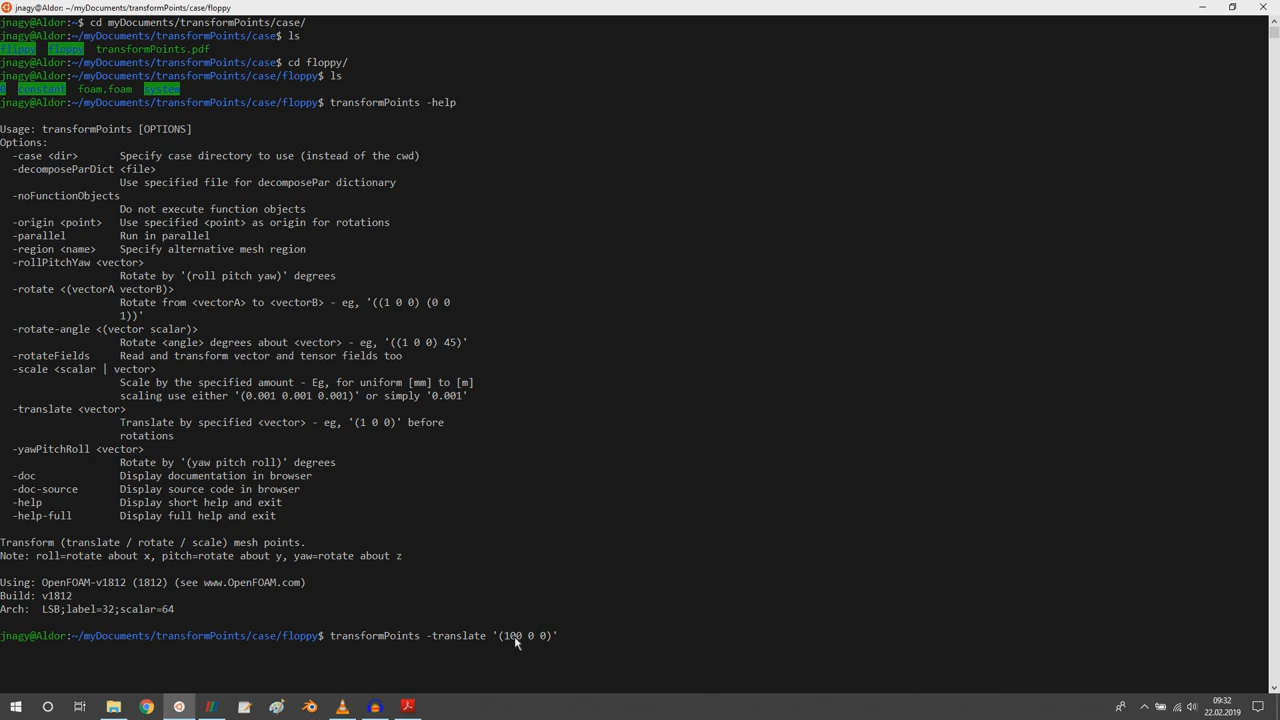 jnagy@Aldor: ~/myDocuments/transformPoints/case/floppy
jnagy@Aldor:~$ cd myDocuments/transformPoints/case/
jnagy@Aldor:~/myDocuments/transformPoints/case$ ls
flippy floppy transformPoints.pdf
jnagy@Aldor:~/myDocuments/transformPoints/case$ cd floppy/
jnagy@Aldor:~/myDocuments/transformPoints/case/floppy$ ls
0 constant foam.foam system
jnagy@Aldor:~/myDocuments/transformPoints/case/floppy$ transformPoints -help
Usage: transformPoints [OPTIONS]
Options:
-case <dir> Specify case directory to use (instead of the cwd)
-decomposeParDict <file>
Use specified file for decomposePar dictionary
-noFunctionObjects
Do not execute function objects
-origin <point> Use specified <point> as origin for rotations
-parallel Run in parallel
-region <name> Specify alternative mesh region
-rollPitchYaw <vector>
Rotate by '(roll pitch yaw)' degrees
-rotate <(vectorA vectorB)>
Rotate from <vectorA> to <vectorB> - eg, '((1 0 0) (0 0
1))'
-rotate-angle <(vector scalar)>
Rotate <angle> degrees about <vector> - eg, '((1 0 0) 45)'
-rotateFields Read and transform vector and tensor fields too
-scale <scalar | vector>
Scale by the specified amount - Eg, for uniform [mm] to [m]
scaling use either '(0.001 0.001 0.001)' or simply '0.001'
-translate <vector>
Translate by specified <vector> - eg, '(1 0 0)' before
rotations
-yawPitchRoll <vector>
Rotate by '(yaw pitch roll)' degrees
-doc Display documentation in browser
-doc-source Display source code in browser
-help Display short help and exit
-help-full Display full help and exit
Transform (translate / rotate / scale) mesh points.
Note: roll=rotate about x, pitch=rotate about y, yaw=rotate about z
Using: OpenFOAM-v1812 (1812) (see www.OpenFOAM.com)
Build: v1812
Arch: LSB;label=32;scalar=64
jnagy@Aldor:~/myDocuments/transformPoints/case/floppy$ transformPoints -translate '(100 0 0)'
09:32
22.02.2019